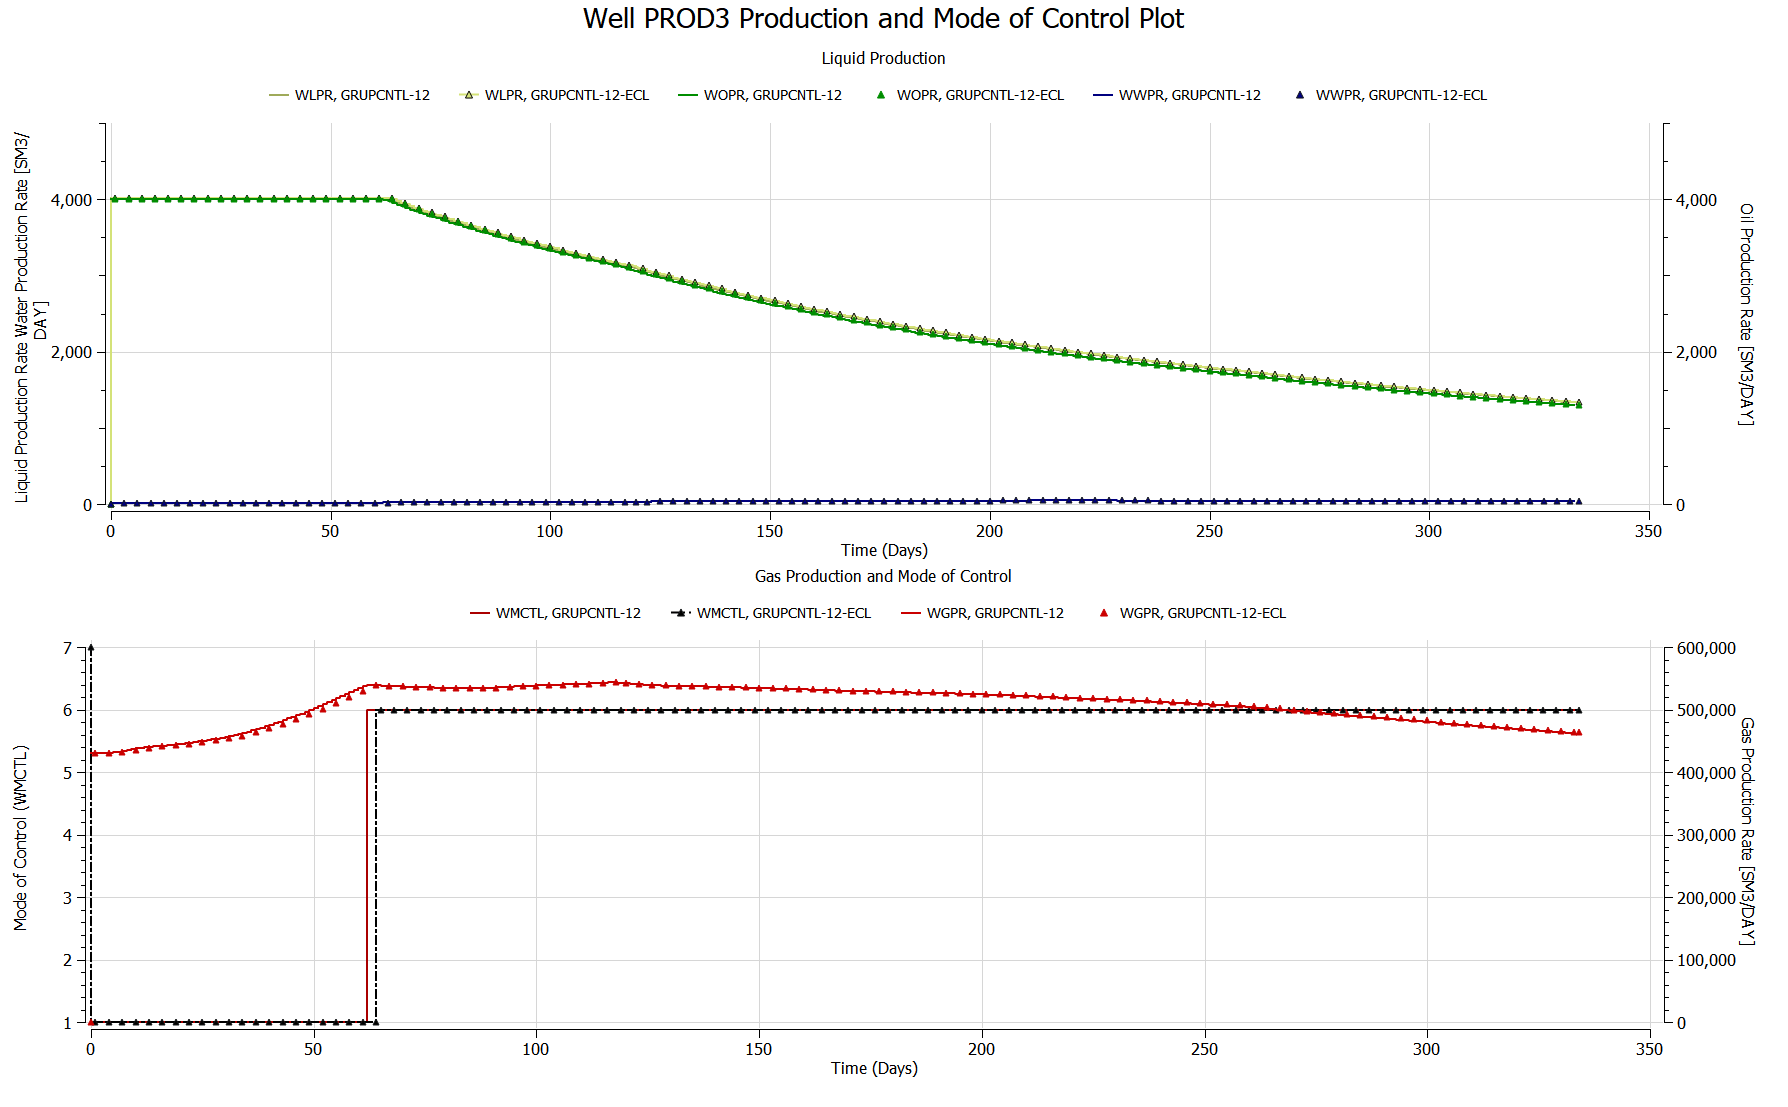 Well PROD3 Production and Mode of Control Plot
Liquid Production
WLPR, GRUPCNTL-12 WLPR, GRUPCNTL-12-ECL WOPR, GRUPCNTL-12 WOPR, GRUPCNTL-12-ECL WWPR, GRUPCNTL-12 WWPR, GRUPCNTL-12-ECL
Liquid Production Rate Water Production Rate [SM3/
DAY]
4,000
2,000
0
4,000
2,000
0
Oil Production Rate [SM3/DAY]
0 50 100 150 200 250 300 350
Time (Days)
Gas Production and Mode of Control
WMCTL, GRUPCNTL-12 WMCTL, GRUPCNTL-12-ECL WGPR, GRUPCNTL-12 WGPR, GRUPCNTL-12-ECL
Mode of Control (WMCTL)
7
6
5
4
3
2
1
600,000
500,000
400,000
300,000
200,000
100,000
0
Gas Production Rate [SM3/DAY]
0 50 100 150 200 250 300 350
Time (Days)